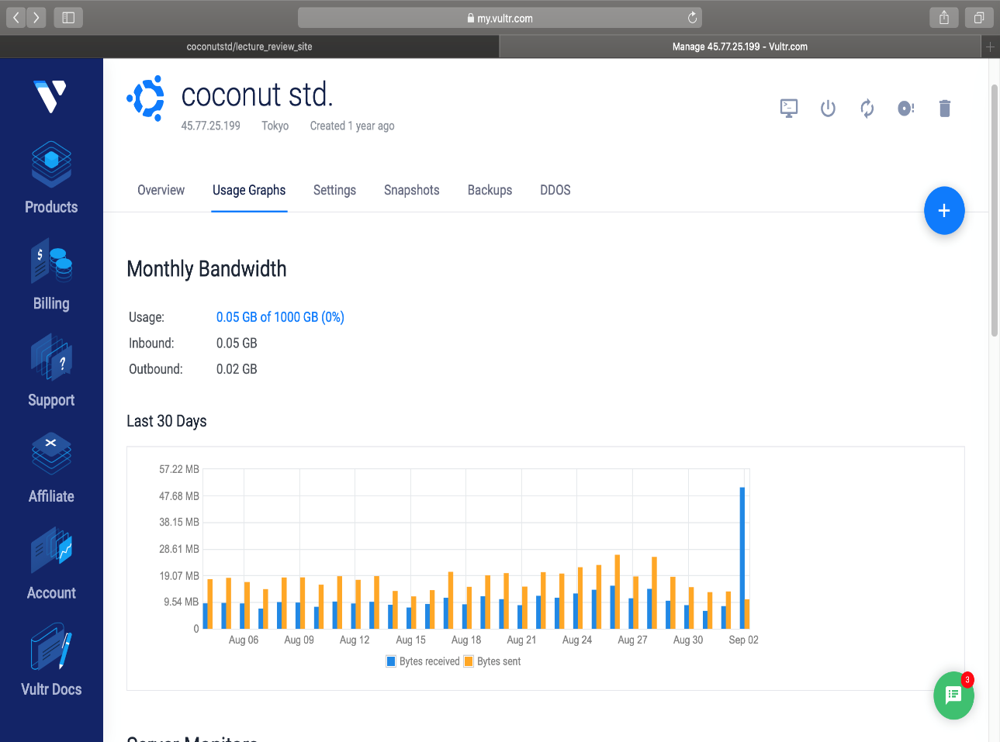 my.vultr.com
coconutstd/lecture_review_site
Manage 45.77.25.199 - Vultr.com
coconut std.
45.77.25.199 Tokyo Created 1 year ago
Products
Billing
Support
Affiliate
Account
Vultr Docs
Overview Usage Graphs Settings Snapshots Backups DDOS
+
Monthly Bandwidth
Usage: 0.05 GB of 1000 GB (0%)
Inbound: 0.05 GB
Outbound: 0.02 GB
Last 30 Days
57.22 MB
47.68 MB
38.15 MB
28.61 MB
19.07 MB
9.54 MB
0
Aug 06 Aug 09 Aug 12 Aug 15 Aug 18 Aug 21 Aug 24 Aug 27 Aug 30 Sep 02
Bytes received Bytes sent
3
Server Monitors